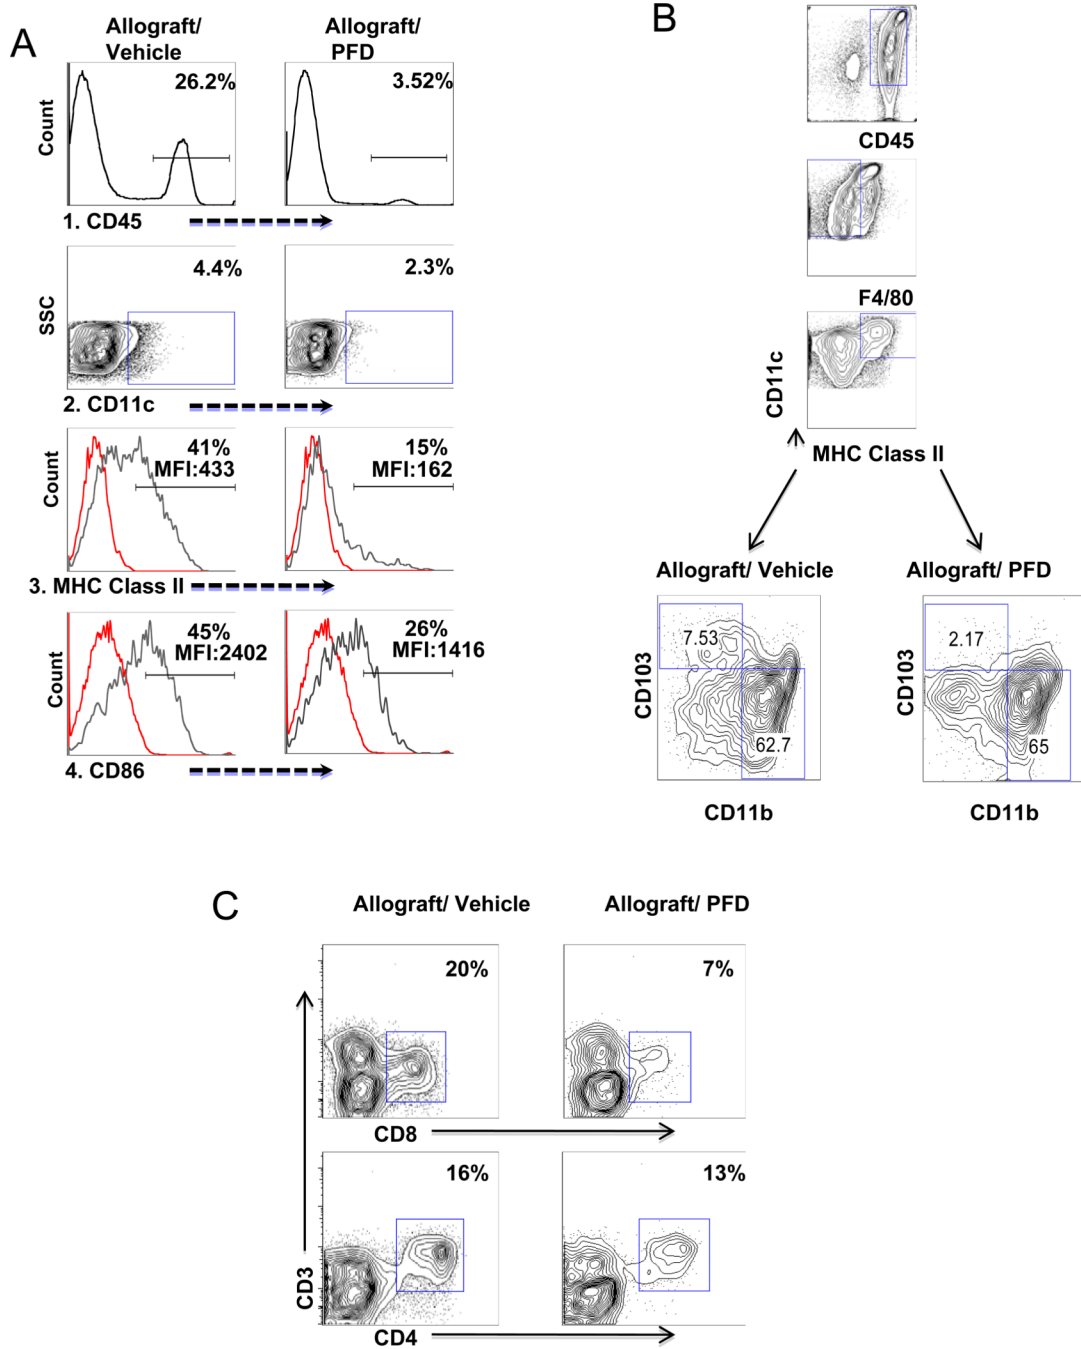 A
Allograft/
Vehicle
Allograft/
PFD
Count
26.2%
3.52%
1. CD45
SSC
4.4%
2.3%
2. CD11c
Count
41%
MFI:433
15%
MFI:162
3. MHC Class II
Count
45%
MFI:2402
26%
MFI:1416
4. CD86
B
CD45
F4/80
CD11c
MHC Class II
Allograft/ Vehicle
Allograft/ PFD
CD103
7.53
62.7
CD103
2.17
65
CD11b
CD11b
C
Allograft/ Vehicle
Allograft/ PFD
20%
7%
CD8
16%
13%
CD3
CD4